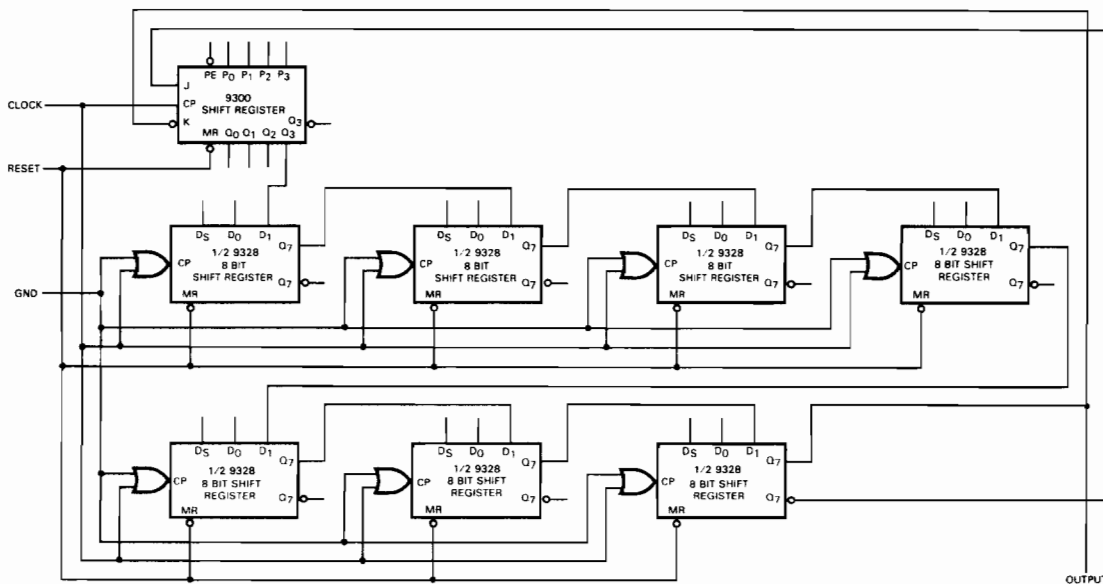 PE P0 P1 P2 P3
J
9300
CLOCK
CP SHIFT REGISTER
Q3
K
MR Q0 Q1 Q2 Q3
RESET
DS D0 D1
Q7
1/2 9328
CP 8 BIT
SHIFT REGISTER
Q7
MR
DS D0 D1
Q7
1/2 9328
CP 8 BIT
SHIFT REGISTER
Q7
MR
DS D0 D1
Q7
1/2 9328
CP 8 BIT
SHIFT REGISTER
Q7
MR
DS D0 D1
Q7
1/2 9328
CP 8 BIT SHIFT
REGISTER
Q7
MR
GND
DS D0 D1
Q7
1/2 9328
CP 8 BIT SHIFT
REGISTER
Q7
MR
DS D0 D1
Q7
1/2 9328
CP 8 BIT SHIFT
REGISTER
Q7
MR
DS D0 D1
Q7
1/2 9328
CP 8 BIT SHIFT
REGISTER
Q7
MR
OUTPUT